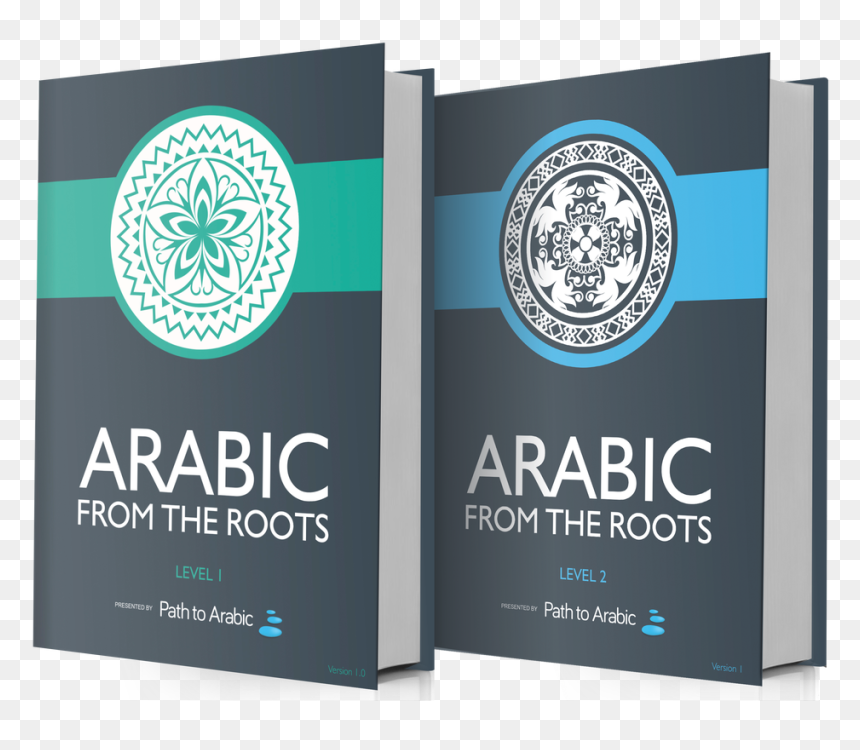 ARABIC
FROM THE ROOTS
LEVEL 1
PRESENTED BY Path to Arabic
Version 1.0
ARABIC
FROM THE ROOTS
LEVEL 2
PRESENTED BY Path to Arabic
Version 1